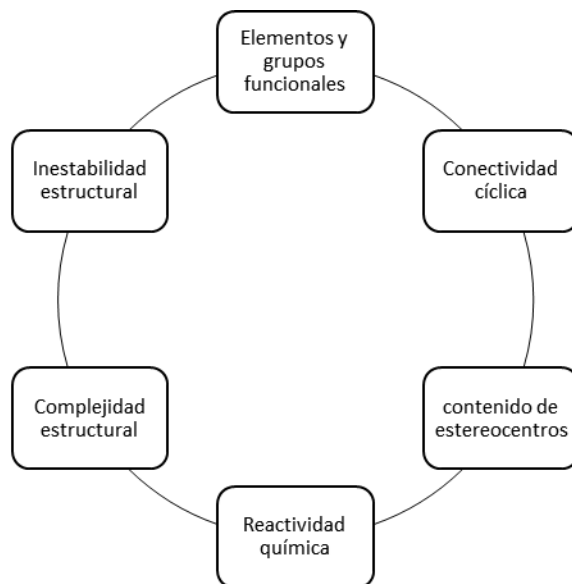 Elementos y
grupos
funcionales
Conectividad
cíclica
contenido de
estereocentros
Reactividad
química
Complejidad
estructural
Inestabilidad
estructural